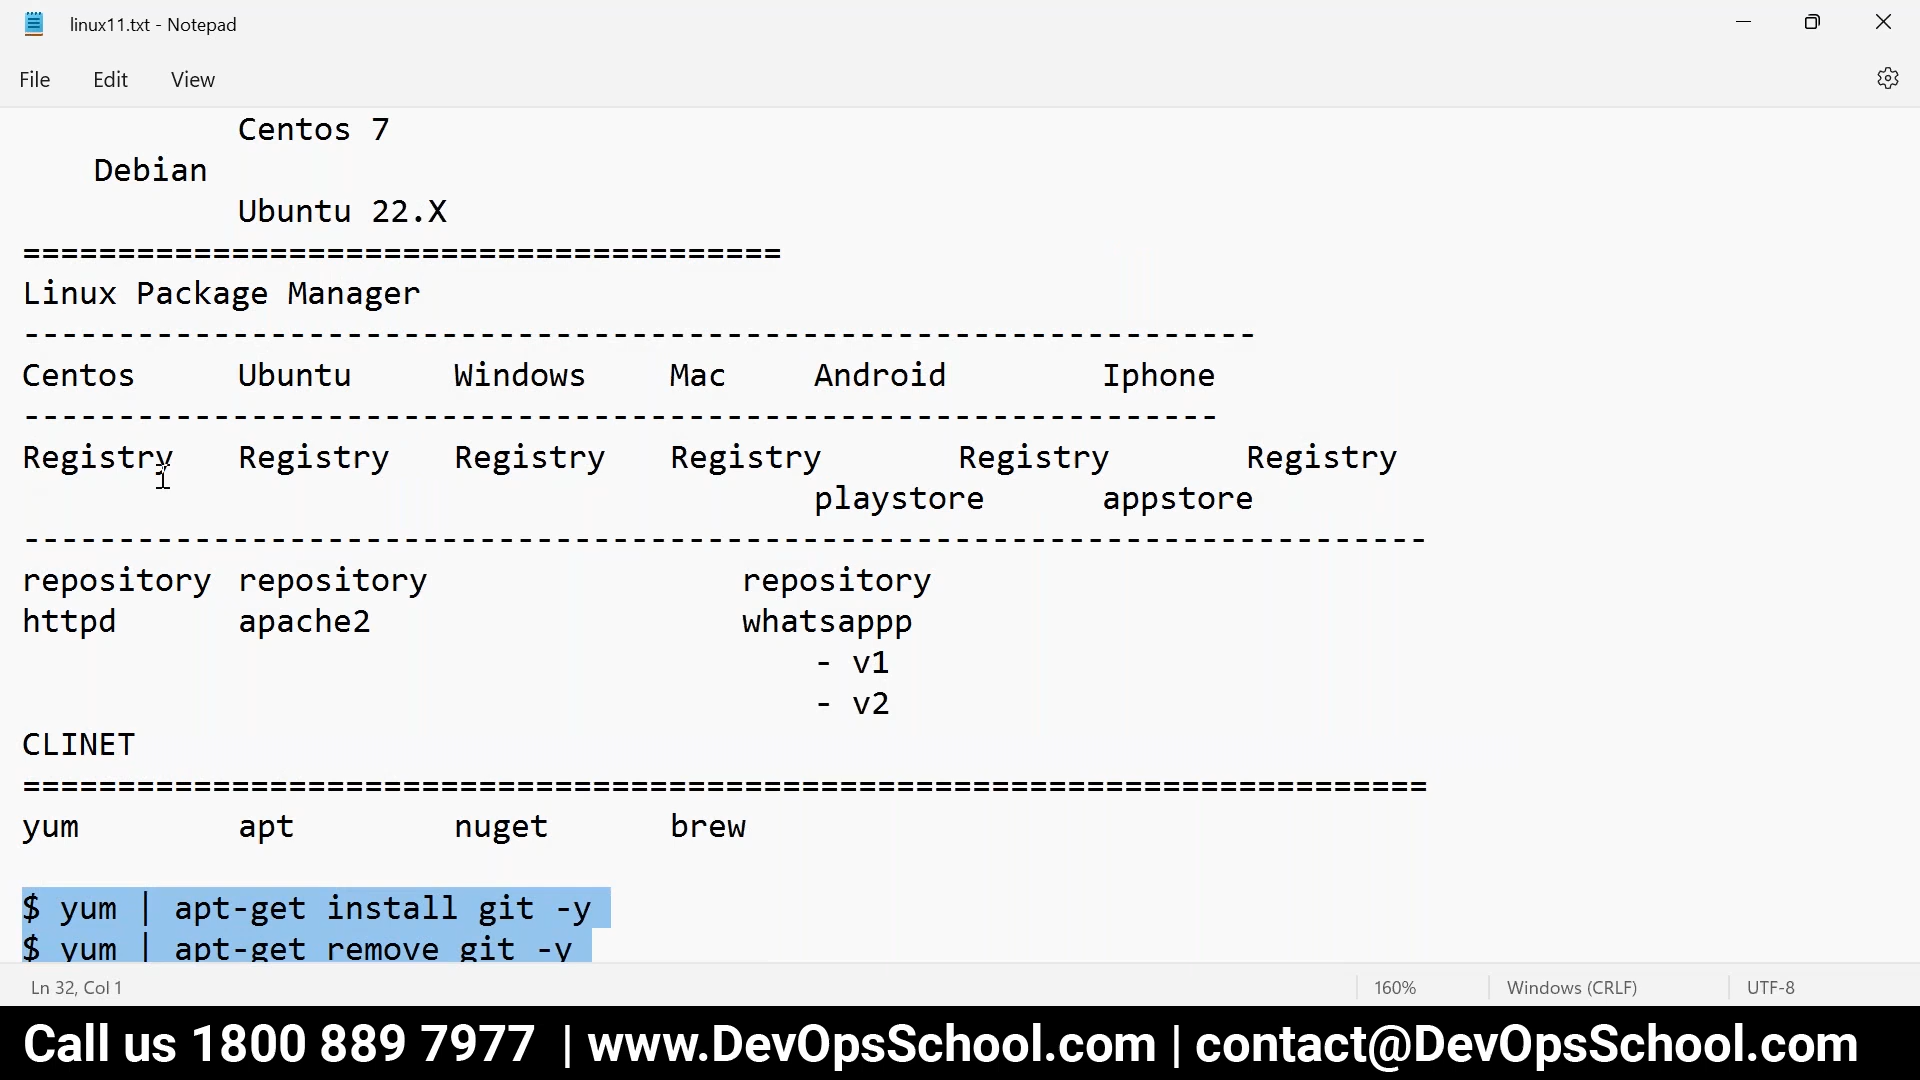 linux11.txt - Notepad
File Edit View
Centos 7
Debian
Ubuntu 22.X
========================================
Linux Package Manager
-----------------------------------------------------------------
Centos Ubuntu Windows Mac Android Iphone
---------------------------------------------------------------
Registry Registry Registry Registry Registry Registry
playstore appstore
--------------------------------------------------------------------------
repository repository repository
httpd apache2 whatsappp
- v1
- v2
CLINET
==========================================================================
yum apt nuget brew
$ yum | apt-get install git -y
$ yum | apt-get remove git -y
Ln 32, Col 1 160% Windows (CRLF) UTF-8
Call us 1800 889 7977 | www.DevOpsSchool.com | contact@DevOpsSchool.com